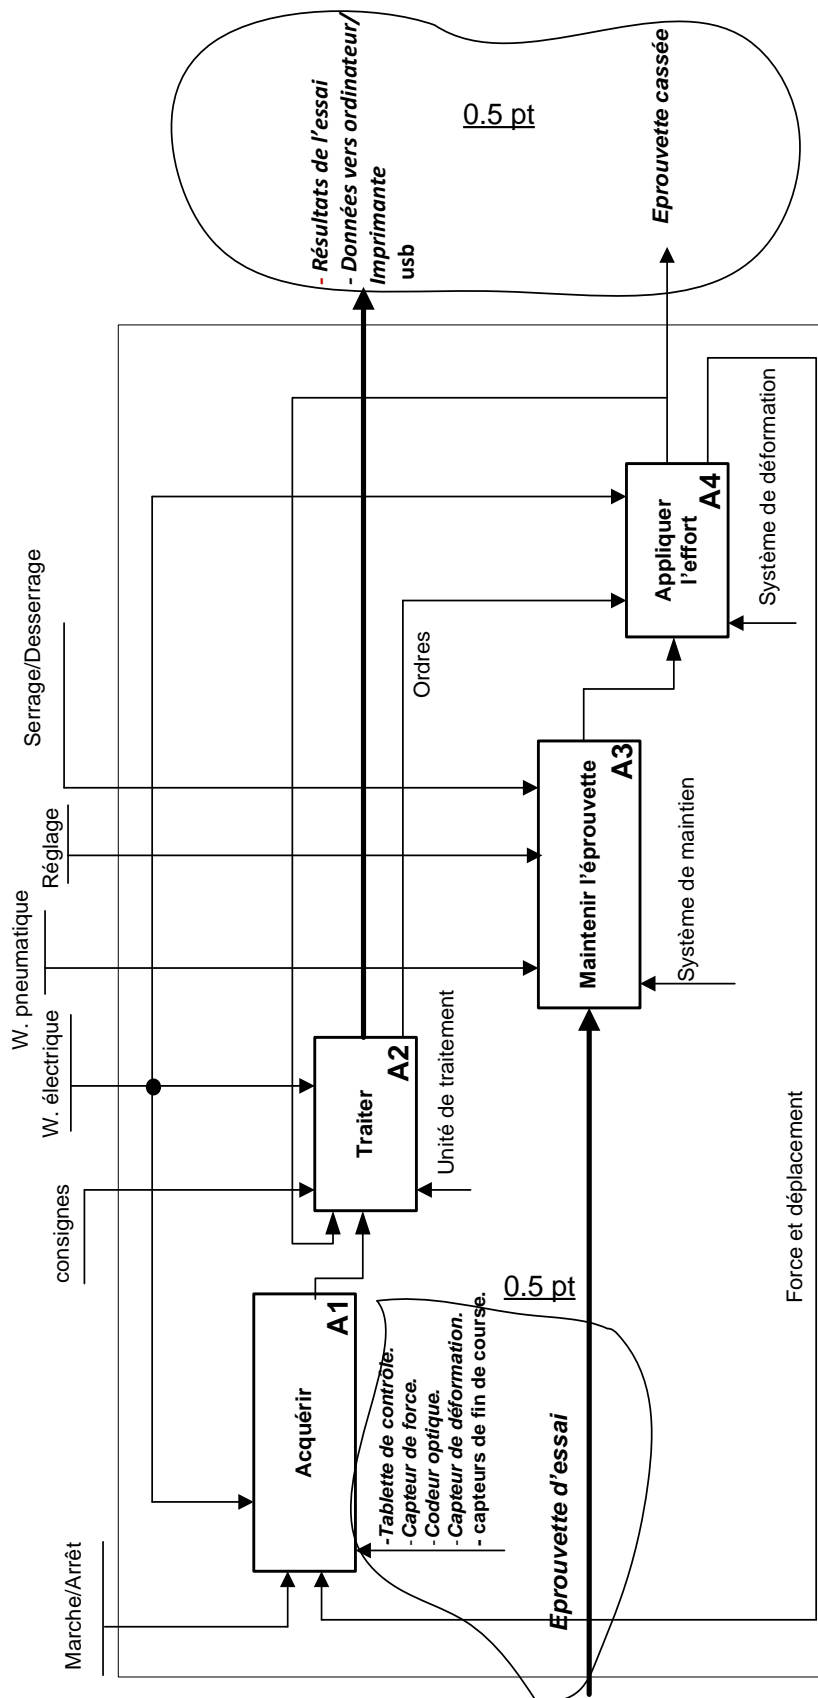 Marche/Arrêt
consignes
W. électrique
W. pneumatique
Réglage
Serrage/Desserrage
Acquérir
A1
- Tablette de contrôle.
- Capteur de force.
- Codeur optique.
- Capteur de déformation.
- capteurs de fin de course.
0.5 pt
Traiter
A2
Unité de traitement
Ordres
- Résultats de l'essai
- Données vers ordinateur/
Imprimante
usb
0.5 pt
Eprouvette d'essai
Maintenir l'éprouvette
A3
Système de maintien
Appliquer
l'effort
A4
Système de déformation
Eprouvette cassée
Force et déplacement